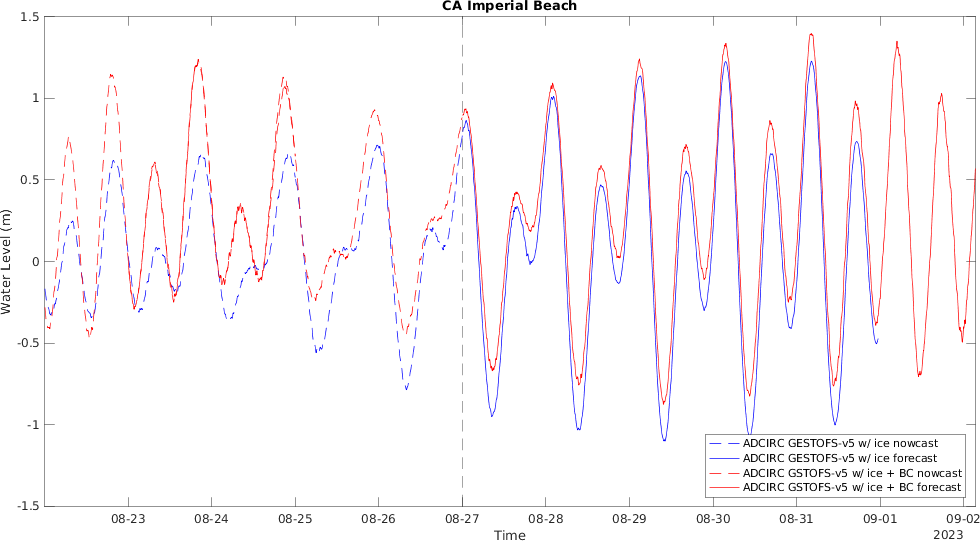 CA Imperial Beach
1.5
1
0.5
0
-0.5
-1
-1.5
Water Level (m)
08-23 08-24 08-25 08-26 08-27 08-28 08-29 08-30 08-31 09-01 09-02
Time
2023
ADCIRC GESTOFS-v5 w/ ice nowcast
ADCIRC GESTOFS-v5 w/ ice forecast
ADCIRC GSTOFS-v5 w/ ice + BC nowcast
ADCIRC GSTOFS-v5 w/ ice + BC forecast